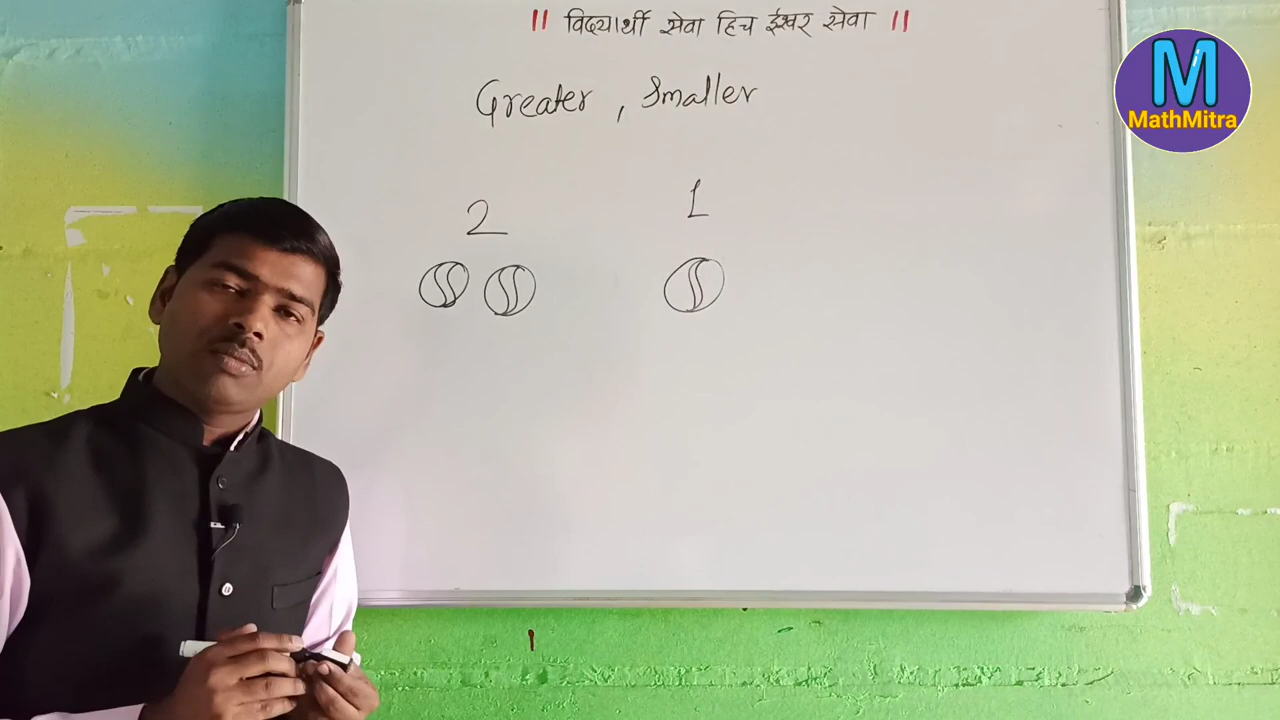 || विद्यार्थी सेवा हिच ईश्वर सेवा ||
Greater , Smaller
2 1
M
MathMitra